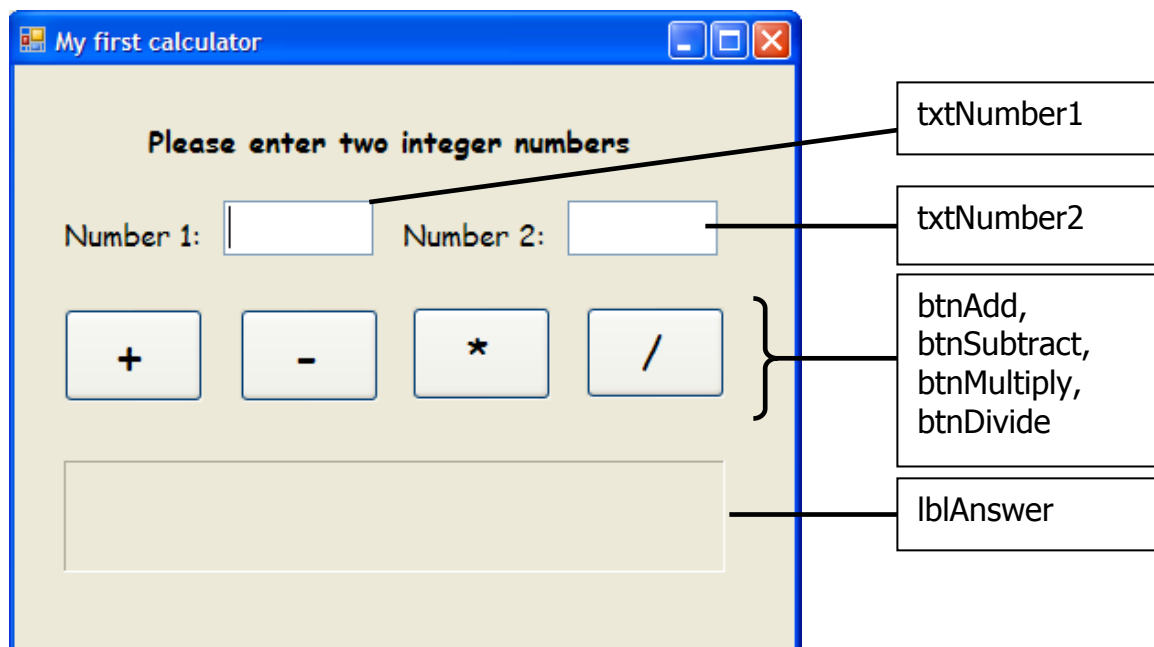 My first calculator
Please enter two integer numbers
Number 1:
Number 2:
+
-
*
/
txtNumber1
txtNumber2
btnAdd,
btnSubtract,
btnMultiply,
btnDivide
lblAnswer